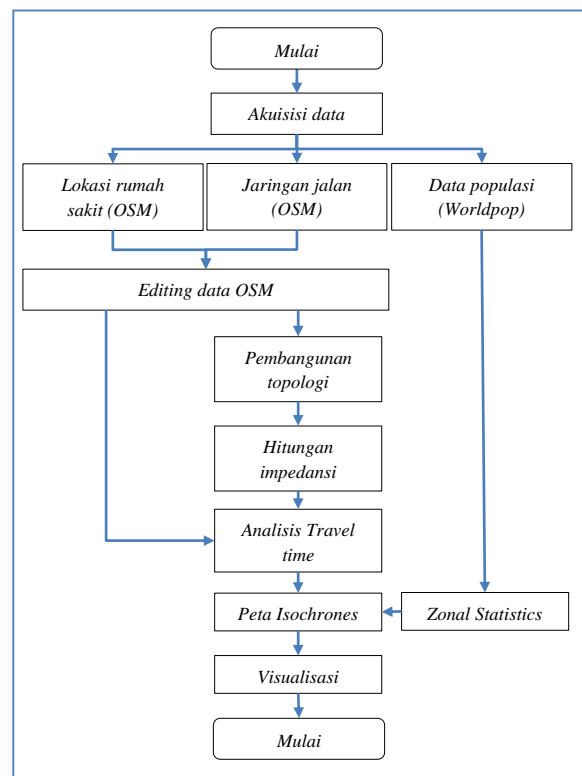 Mulai
Akuisisi data
Lokasi rumah
sakit (OSM)
Jaringan jalan
(OSM)
Data populasi
(Worldpop)
Editing data OSM
Pembangunan
topologi
Hitungan
impedansi
Analisis Travel
time
Peta Isochrones
Zonal Statistics
Visualisasi
Mulai